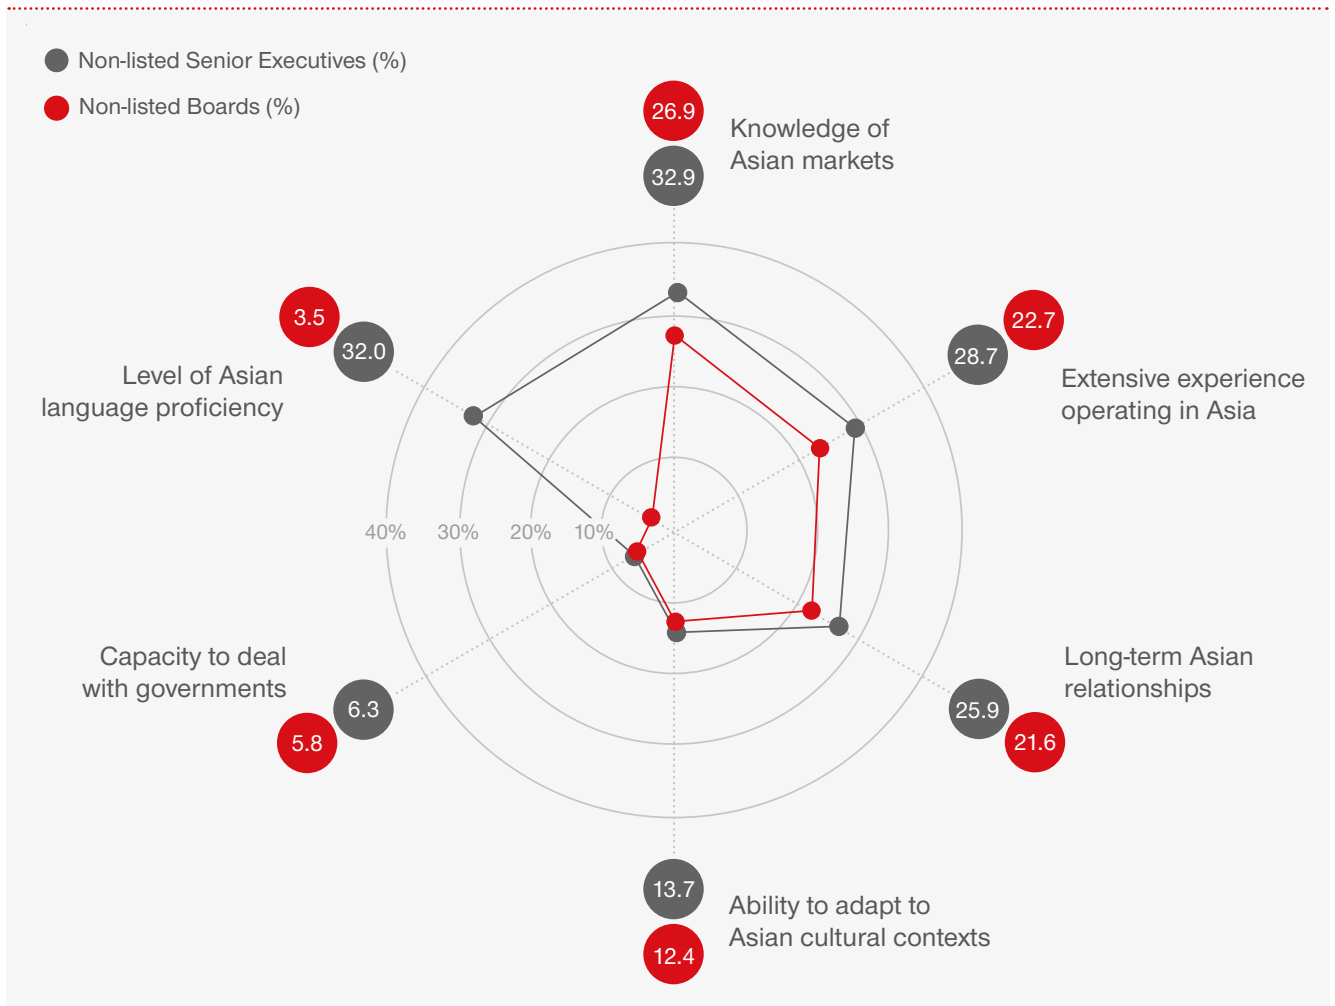 Non-listed Senior Executives (%)
Non-listed Boards (%)
26.9
32.9
Knowledge of
Asian markets
3.5
32.0
Level of Asian
language proficiency
22.7
28.7
Extensive experience
operating in Asia
40%
30%
20%
10%
Capacity to deal
with governments
6.3
5.8
Long-term Asian
relationships
25.9
21.6
13.7
12.4
Ability to adapt to
Asian cultural contexts